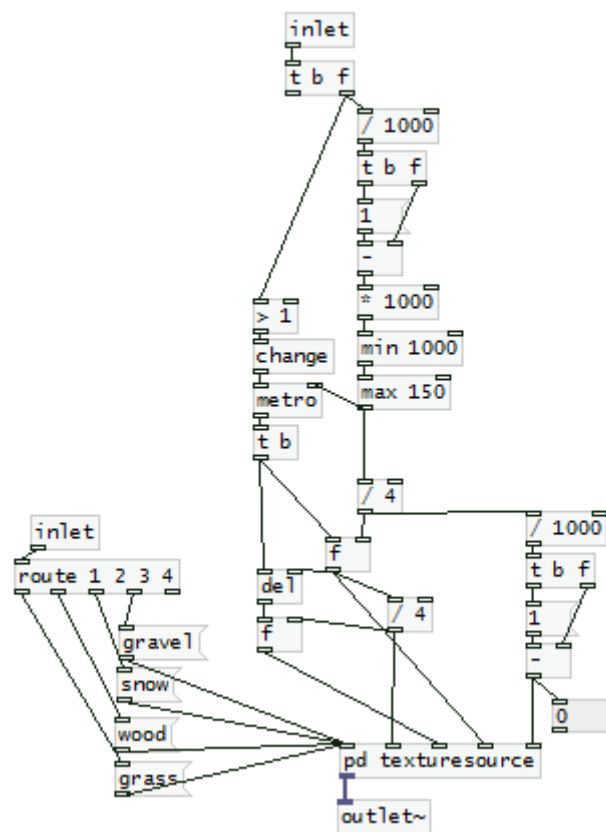 inlet
t b f
/ 1000
t b f
1
-
* 1000
> 1
min 1000
change
max 150
metro
t b
/ 4
inlet
f
/ 1000
route 1 2 3 4
del
t b f
/ 4
1
gravel
f
-
snow
0
wood
pd texturesource
grass
outlet~